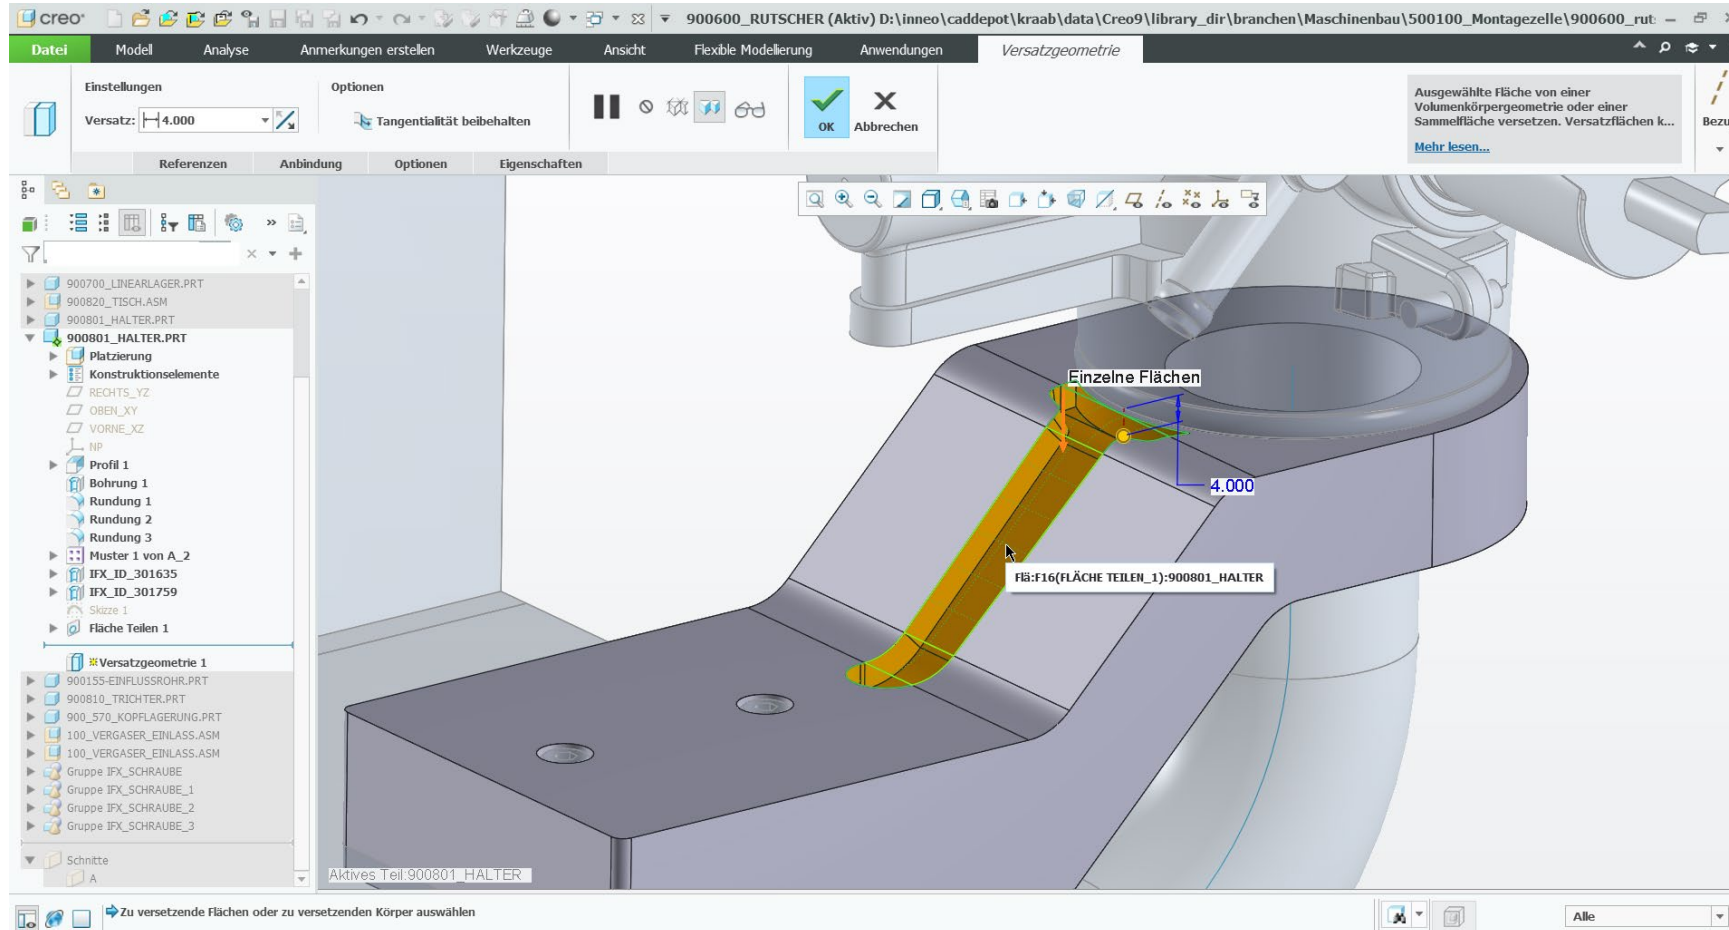 creo®
900600_RUTSCHER (Aktiv) D:\inneo\caddepot\kraab\data\Creo9\library_dir\branchen\Maschinenbau\500100_Montagezelle\900600_rut
Datei Modell Analyse Anmerkungen erstellen Werkzeuge Ansicht Flexible Modellierung Anwendungen Versatzgeometrie
Einstellungen
Versatz: 4.000
Optionen
Tangentialität beibehalten
OK Abbrechen
Ausgewählte Fläche von einer
Volumenkörpergeometrie oder einer
Sammelfläche versetzen. Versatzflächen k...
Mehr lesen...
Bezu
Referenzen Anbindung Optionen Eigenschaften
900700_LINEARLAGER.PRT
900820_TISCH.ASM
900801_HALTER.PRT
900801_HALTER.PRT
Platzierung
Konstruktionselemente
RECHTS_YZ
OBEN_XY
VORNE_XZ
NP
Profil 1
Bohrung 1
Rundung 1
Rundung 2
Rundung 3
Muster 1 von A_2
IFX_ID_301635
IFX_ID_301759
Skizze 1
Fläche Teilen 1
Versatzgeometrie 1
900155-EINFLUSSROHR.PRT
900810_TRICHTER.PRT
900_570_KOPFLAGERUNG.PRT
100_VERGASER_EINLASS.ASM
100_VERGASER_EINLASS.ASM
Gruppe IFX_SCHRAUBE
Gruppe IFX_SCHRAUBE_1
Gruppe IFX_SCHRAUBE_2
Gruppe IFX_SCHRAUBE_3
Schnitte
A
Einzelne Flächen
4.000
Flä:F16(FLÄCHE TEILEN_1):900801_HALTER
Aktives Teil:900801_HALTER
Zu versetzende Flächen oder zu versetzenden Körper auswählen
Alle